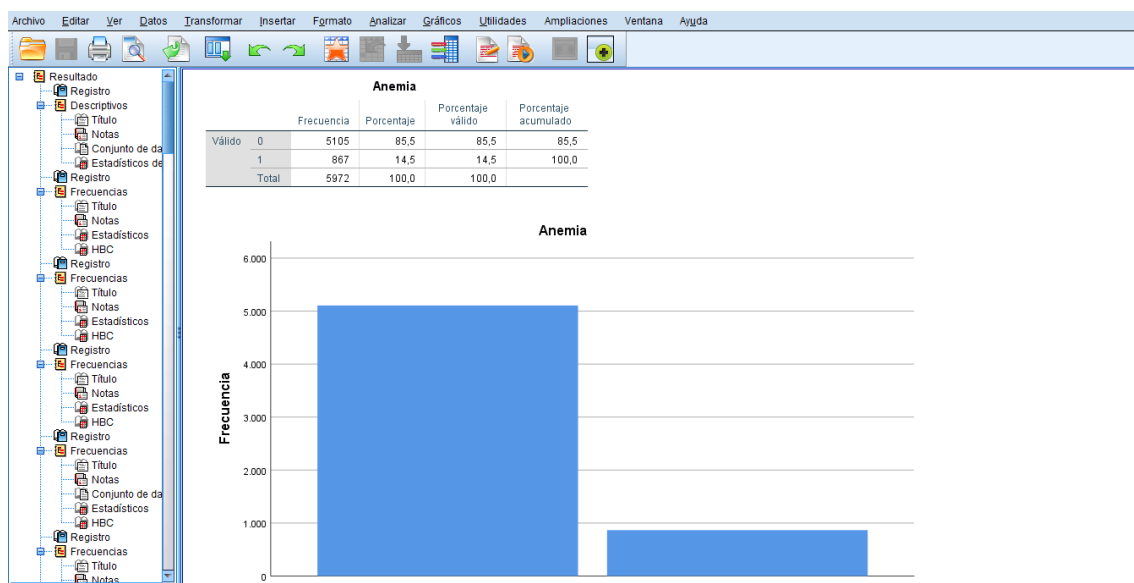 Archivo Editar Ver Datos Transformar Insertar Formato Analizar Gráficos Utilidades Ampliaciones Ventana Ayuda
Resultado
Registro
Descriptivos
Título
Notas
Conjunto de da
Estadísticos de
Registro
Frecuencias
Título
Notas
Estadísticos
HBC
Registro
Frecuencias
Título
Notas
Estadísticos
HBC
Registro
Frecuencias
Título
Notas
Estadísticos
HBC
Registro
Frecuencias
Título
Notas
Conjunto de da
Estadísticos
HBC
Registro
Frecuencias
Título
Notas
Anemia
Frecuencia Porcentaje Porcentaje válido Porcentaje acumulado
Válido 0 5105 85,5 85,5 85,5
1 867 14,5 14,5 100,0
Total 5972 100,0 100,0
Anemia
Frecuencia
6.000
5.000
4.000
3.000
2.000
1.000
0